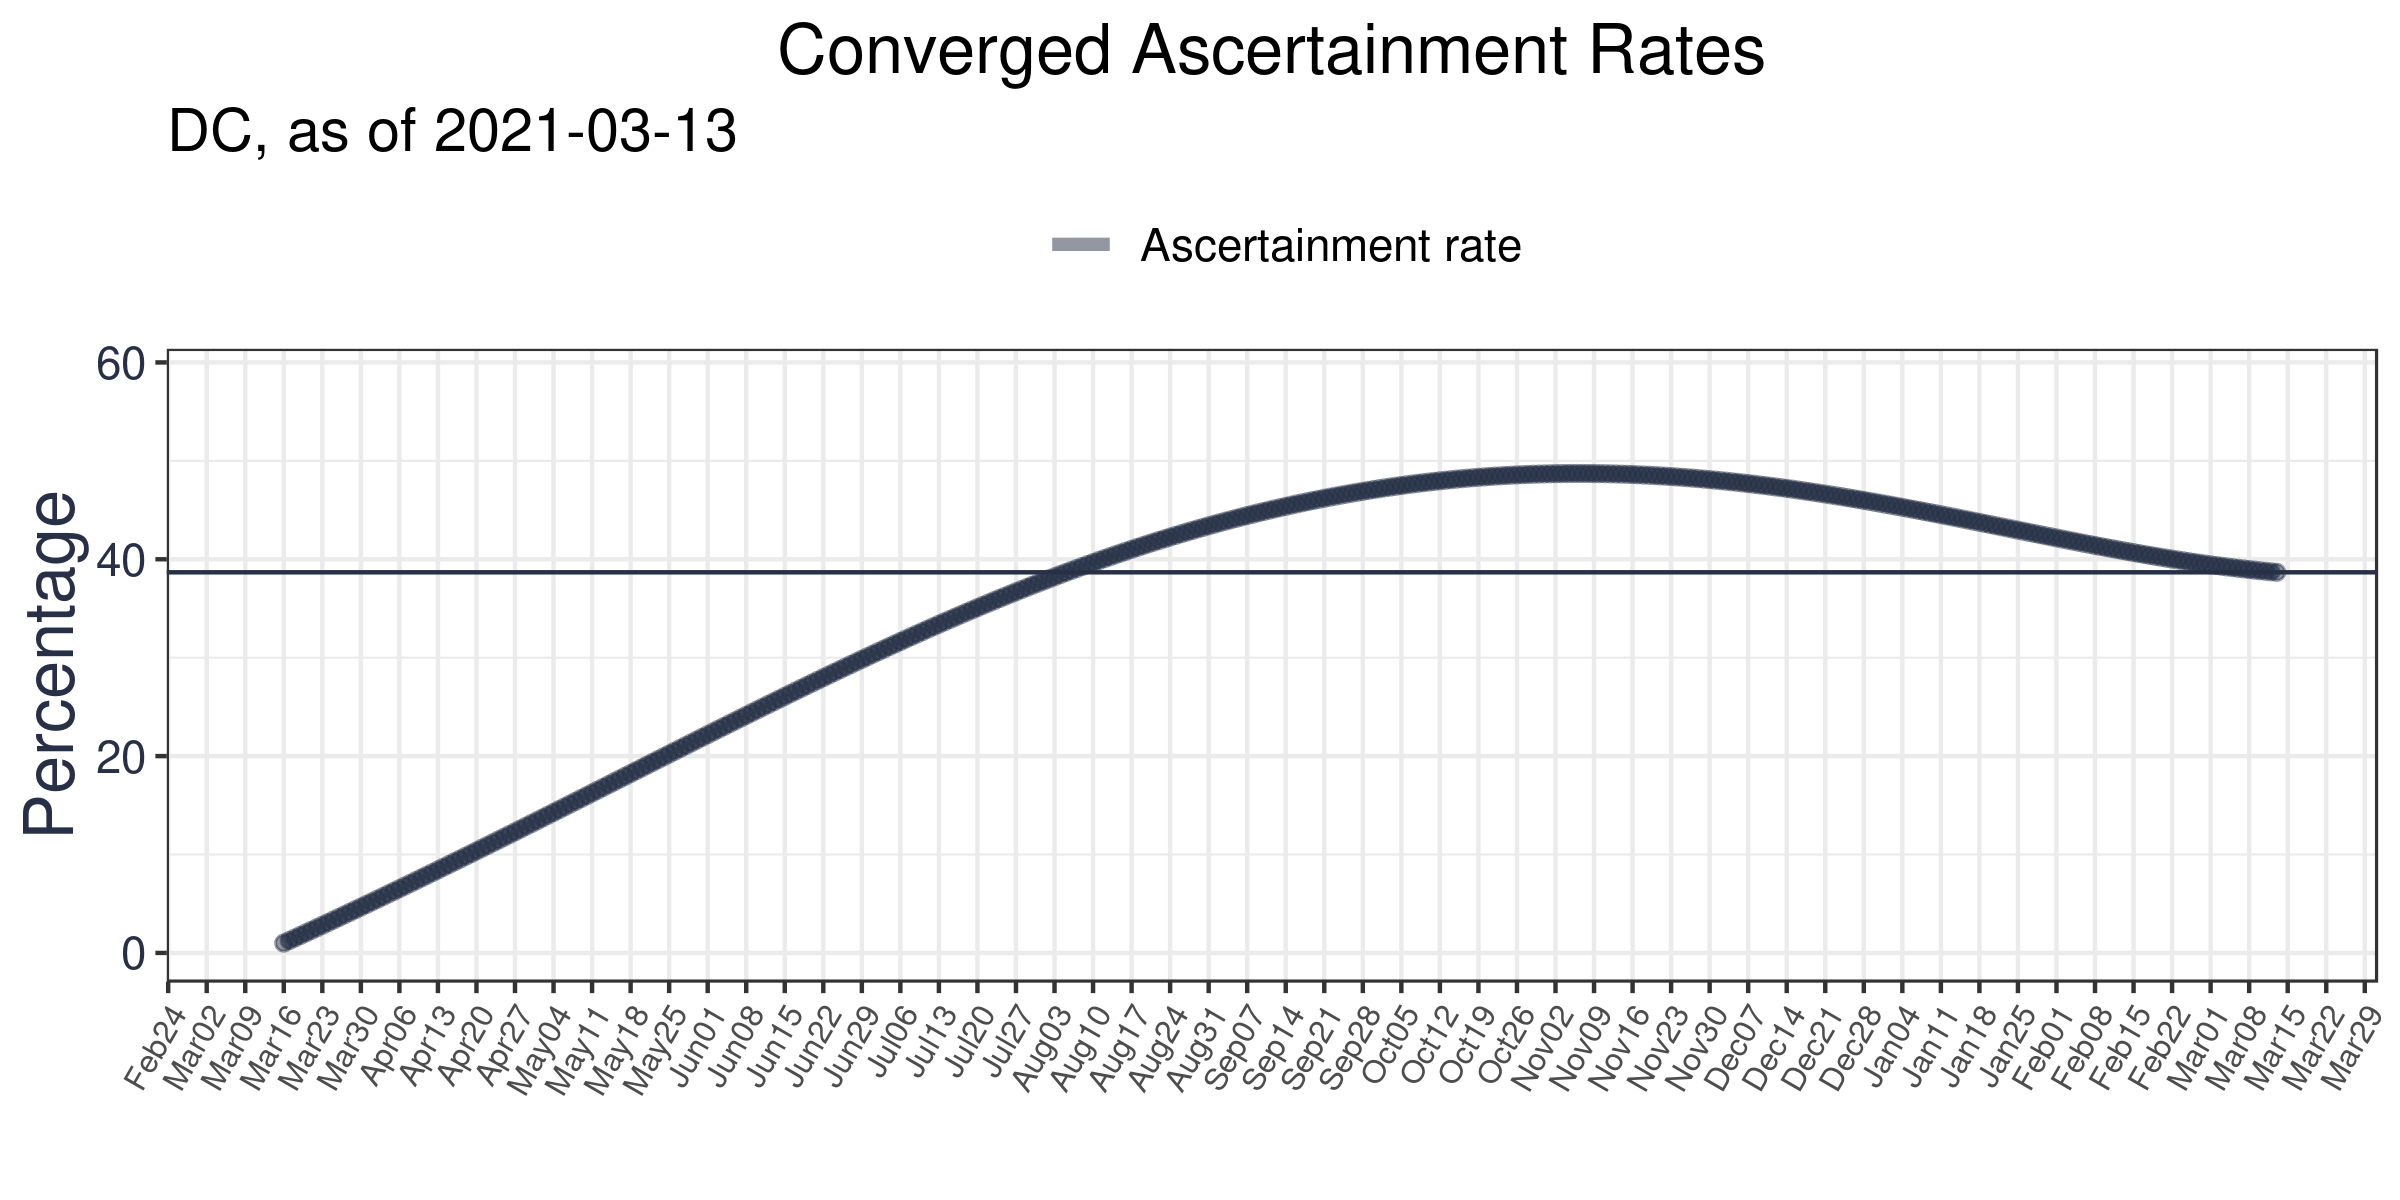 Converged Ascertainment Rates
DC, as of 2021-03-13
Ascertainment rate
Percentage
60
40
20
0
Feb24
Mar02
Mar09
Mar16
Mar23
Mar30
Apr06
Apr13
Apr20
Apr27
May04
May11
May18
May25
Jun01
Jun08
Jun15
Jun22
Jun29
Jul06
Jul13
Jul20
Jul27
Aug03
Aug10
Aug17
Aug24
Aug31
Sep07
Sep14
Sep21
Sep28
Oct05
Oct12
Oct19
Oct26
Nov02
Nov09
Nov16
Nov23
Nov30
Dec07
Dec14
Dec21
Dec28
Jan04
Jan11
Jan18
Jan25
Feb01
Feb08
Feb15
Feb22
Mar01
Mar08
Mar15
Mar22
Mar29